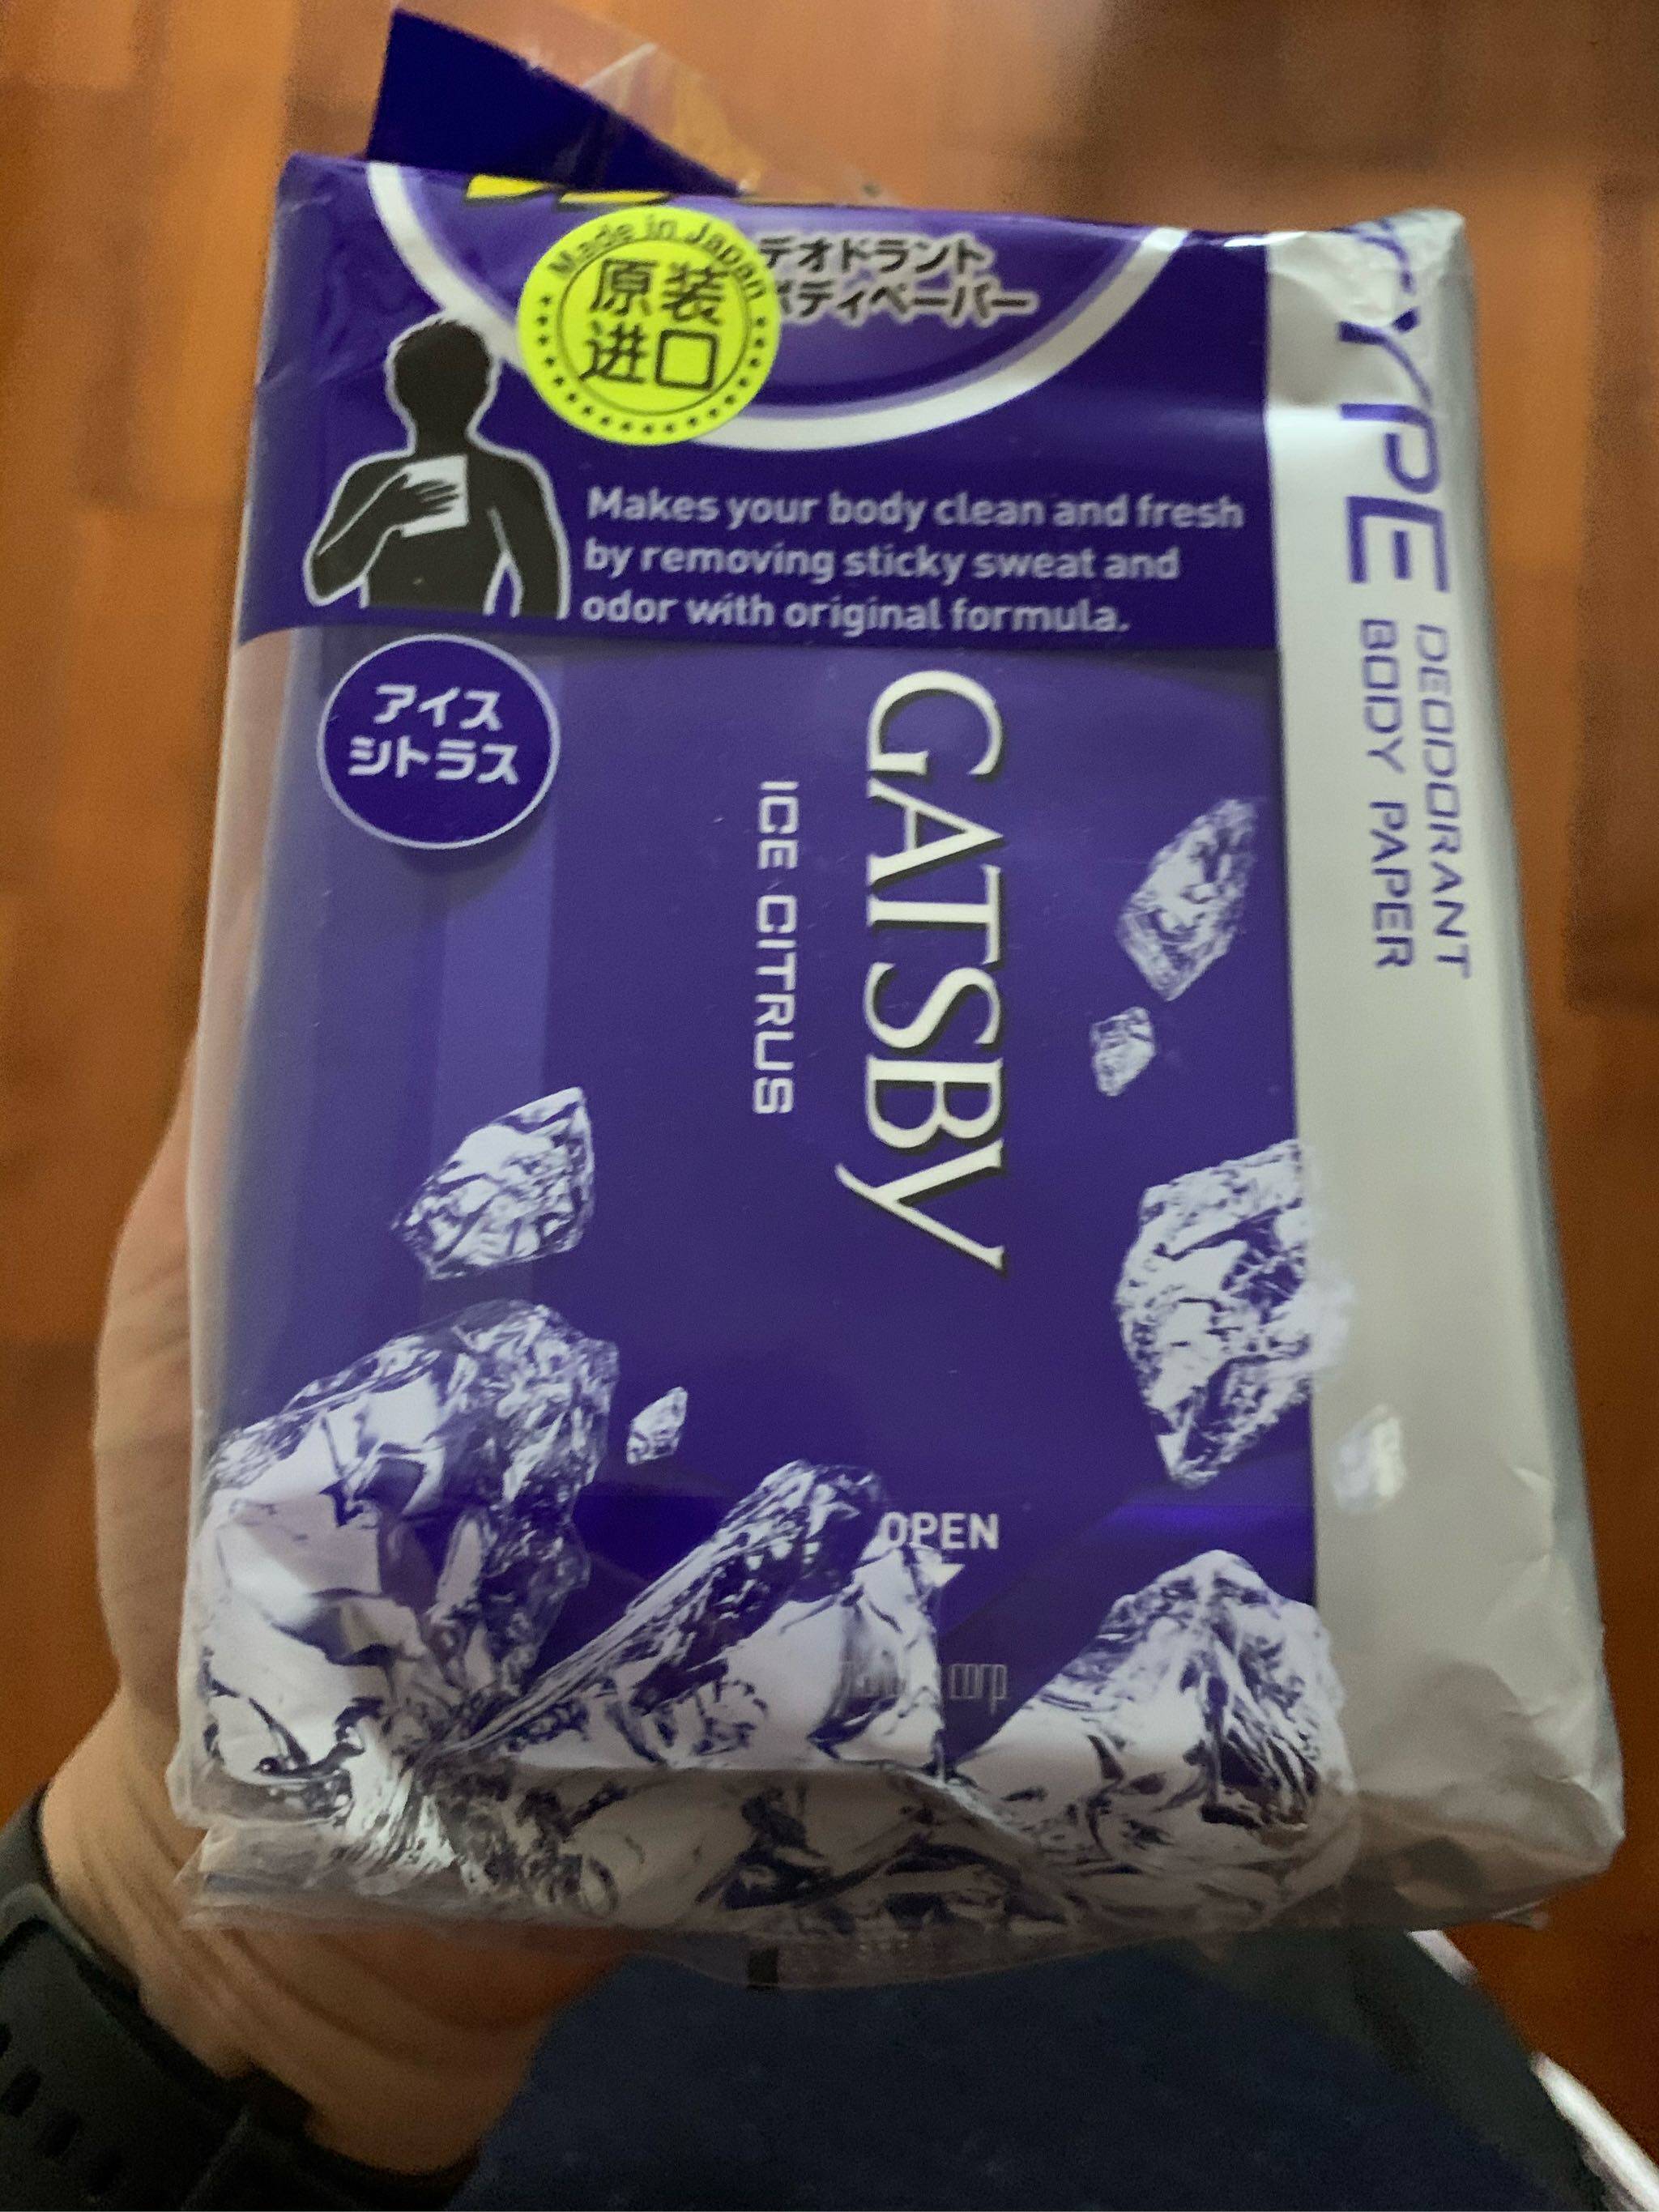 Made in Japan
原装
进口
デオドラント
ボディペーパー
Makes your body clean and fresh
by removing sticky sweat and
odor with original formula.
アイス
シトラス
GATSBY
ICE CITRUS
OPEN
corp
DEODORANT
BODY PAPER